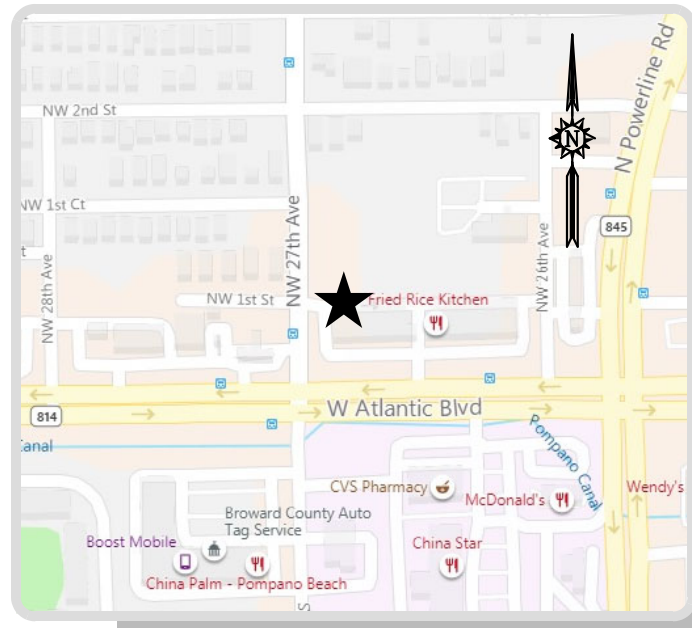 N Powerline Rd
NW 2nd St
N
NW 1st Ct
845
NW 27th Ave
NW 26th Ave
NW 28th Ave
t
NW 1st St
Fried Rice Kitchen
814
W Atlantic Blvd
Canal
Pompano Canal
CVS Pharmacy
McDonald's
Wendy's
Broward County Auto
Tag Service
Boost Mobile
China Star
China Palm - Pompano Beach
S